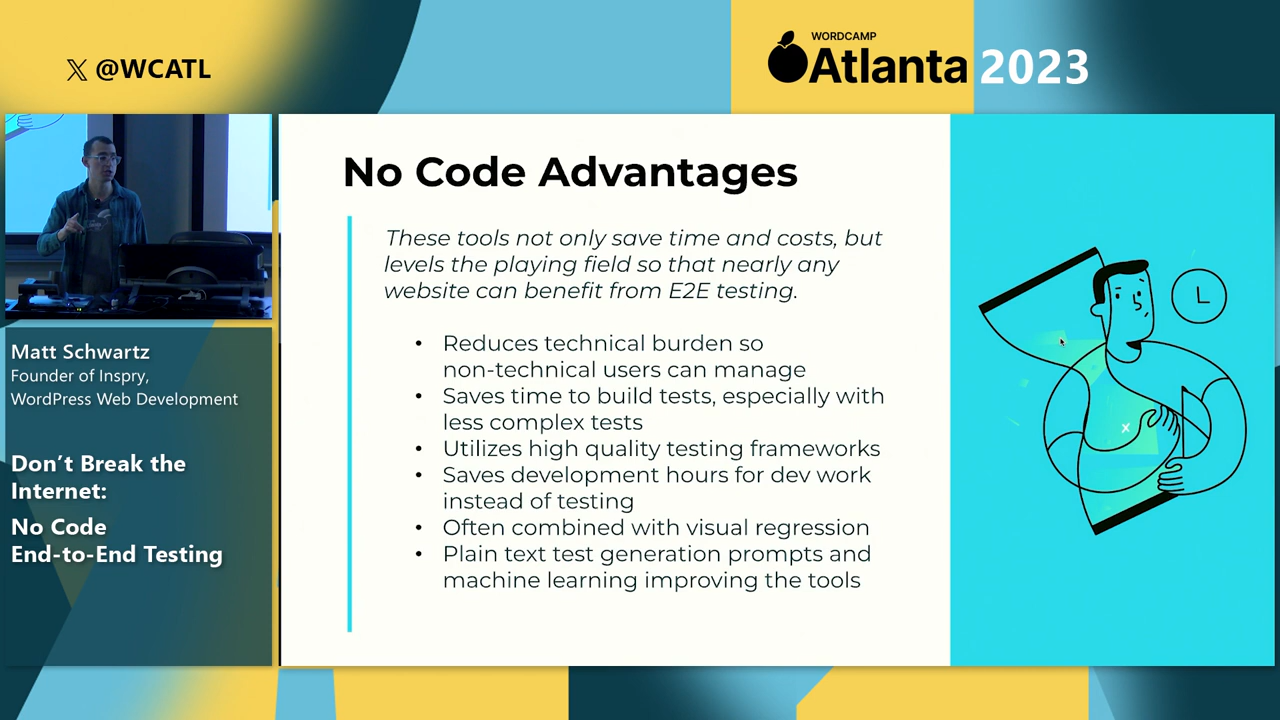 𝕏 @WCATL
WORDCAMP
Atlanta 2023
Matt Schwartz
Founder of Inspry,
WordPress Web Development
Don't Break the
Internet:
No Code
End-to-End Testing
No Code Advantages
These tools not only save time and costs, but
levels the playing field so that nearly any
website can benefit from E2E testing.
• Reduces technical burden so
non-technical users can manage
• Saves time to build tests, especially with
less complex tests
• Utilizes high quality testing frameworks
• Saves development hours for dev work
instead of testing
• Often combined with visual regression
• Plain text test generation prompts and
machine learning improving the tools